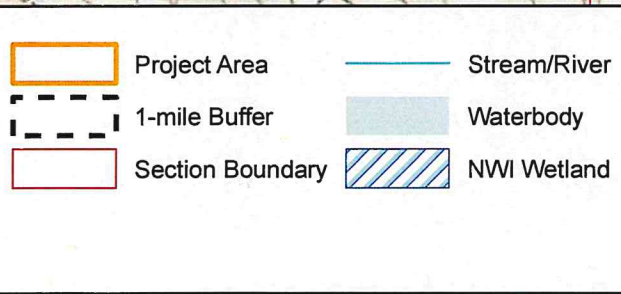 Project Area
1-mile Buffer
Section Boundary
Stream/River
Waterbody
NWI Wetland